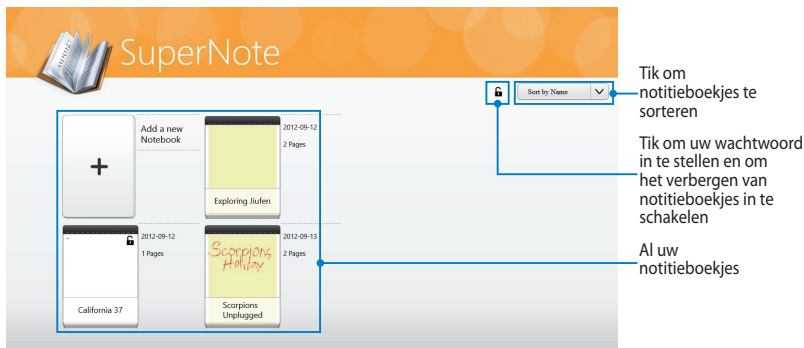 SuperNote
Sort by Name
Tik om
notitieboekjes te
sorteren
Tik om uw wachtwoord
in te stellen en om
het verbergen van
notitieboekjes in te
schakelen
Al uw
notitieboekjes
Add a new
Notebook
2012-09-12
2 Pages
Exploring Jiufen
2012-09-12
1 Pages
California 37
2012-09-13
2 Pages
Scorpions
Holiday
Scorpions
Unplugged